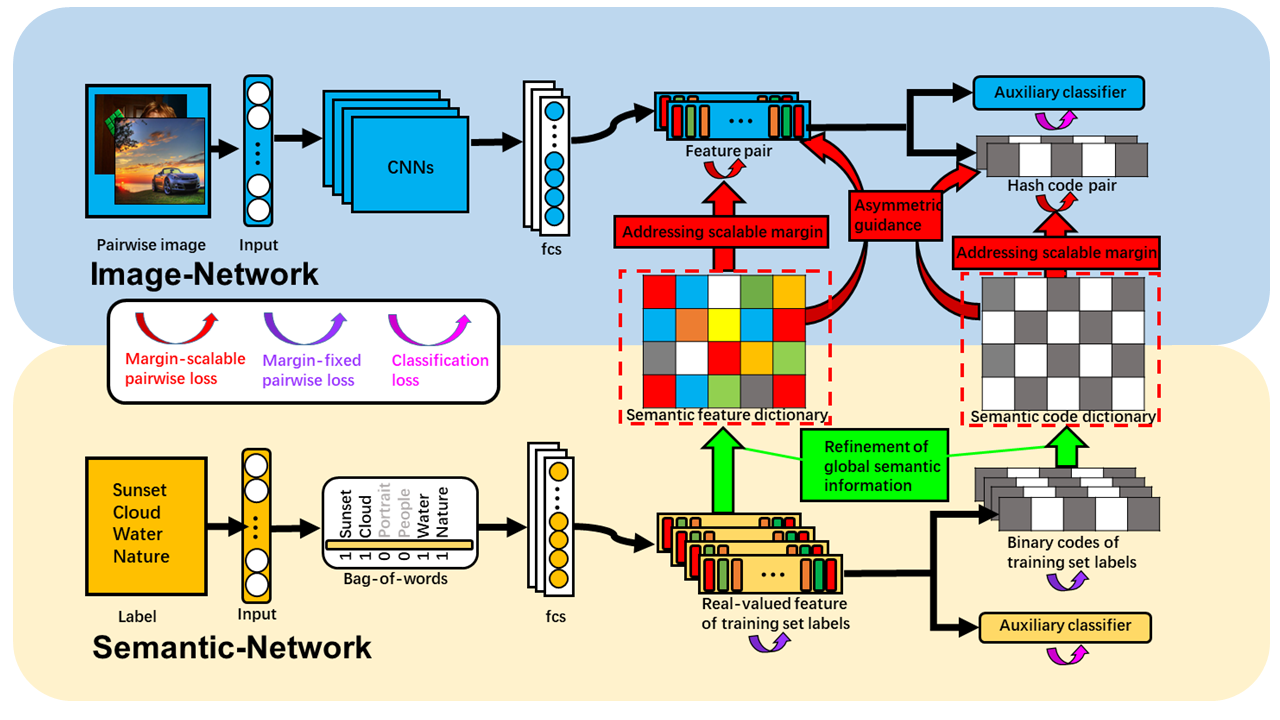 Pairwise image
Input
CNNs
fcs
Feature pair
Auxiliary classifier
Hash code pair
Addressing scalable margin
Asymmetric
guidance
Addressing scalable margin
Image-Network
Margin-scalable
pairwise loss
Margin-fixed
pairwise loss
Classification
loss
Semantic feature dictionary
Semantic code dictionary
Refinement of
global semantic
information
Sunset
Cloud
Water
Nature
Label
Input
1 Sunset
1 Cloud
0 Portrait
0 People
1 Water
1 Nature
Bag-of-words
fcs
Real-valued feature
of training set labels
Binary codes of
training set labels
Auxiliary classifier
Semantic-Network